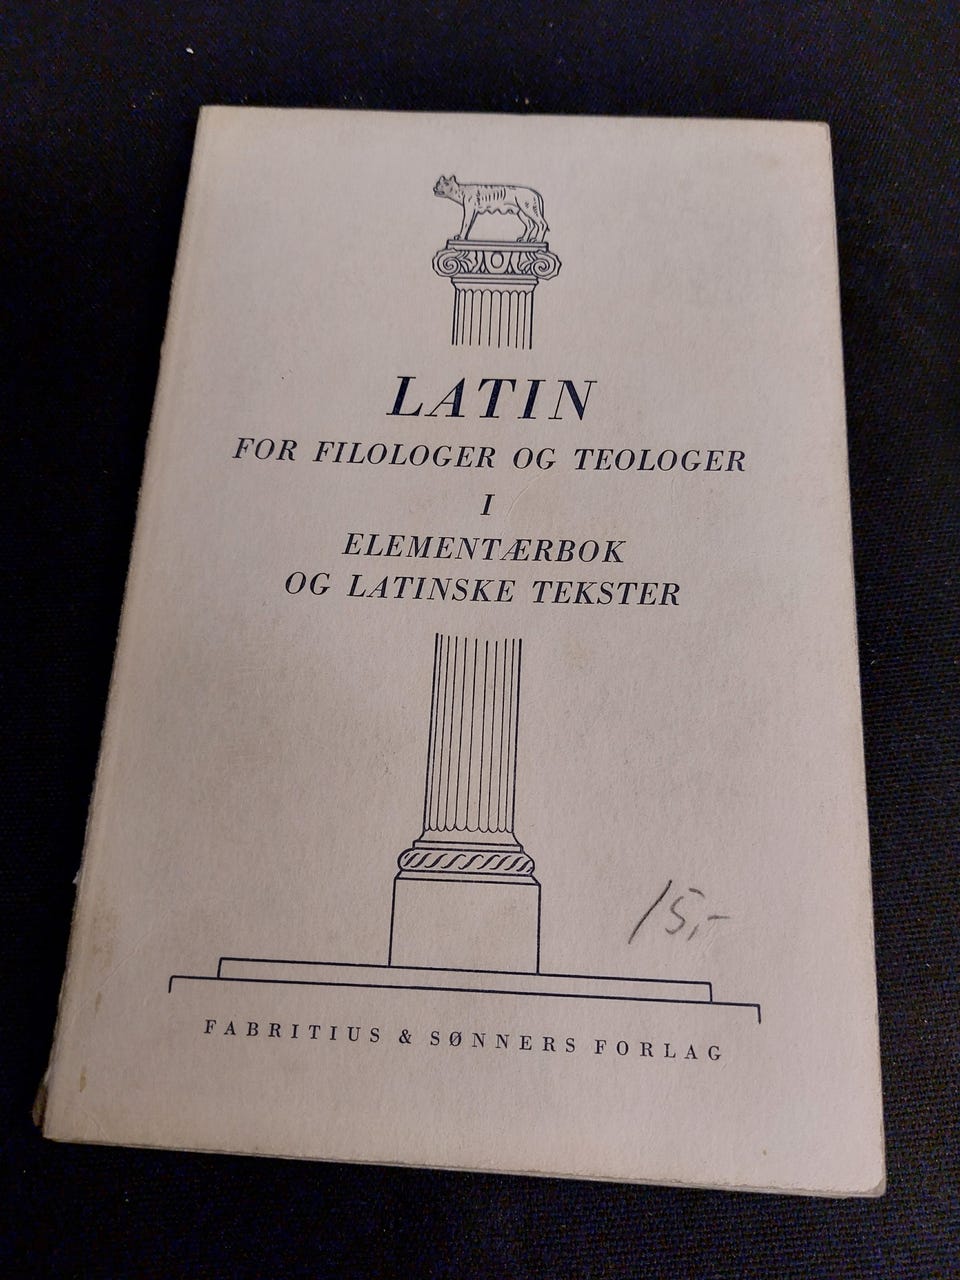 LATIN
FOR FILOLOGER OG TEOLOGER
I
ELEMENTÆRBOK
OG LATINSKE TEKSTER
15,-
FABRITIUS & SØNNERS FORLAG